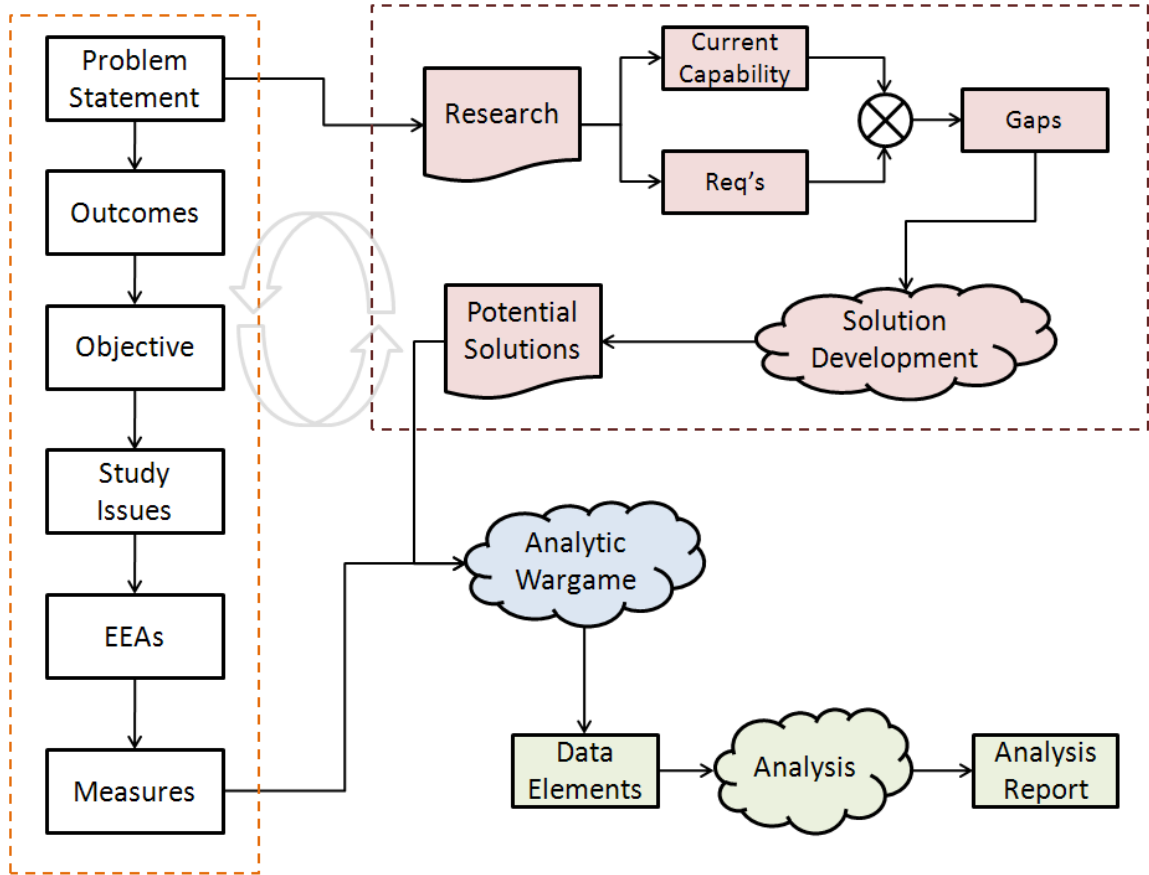 Problem
Statement
Outcomes
Objective
Study
Issues
EEAs
Measures
Research
Current
Capability
Req's
Gaps
Solution
Development
Potential
Solutions
Analytic
Wargame
Data
Elements
Analysis
Analysis
Report